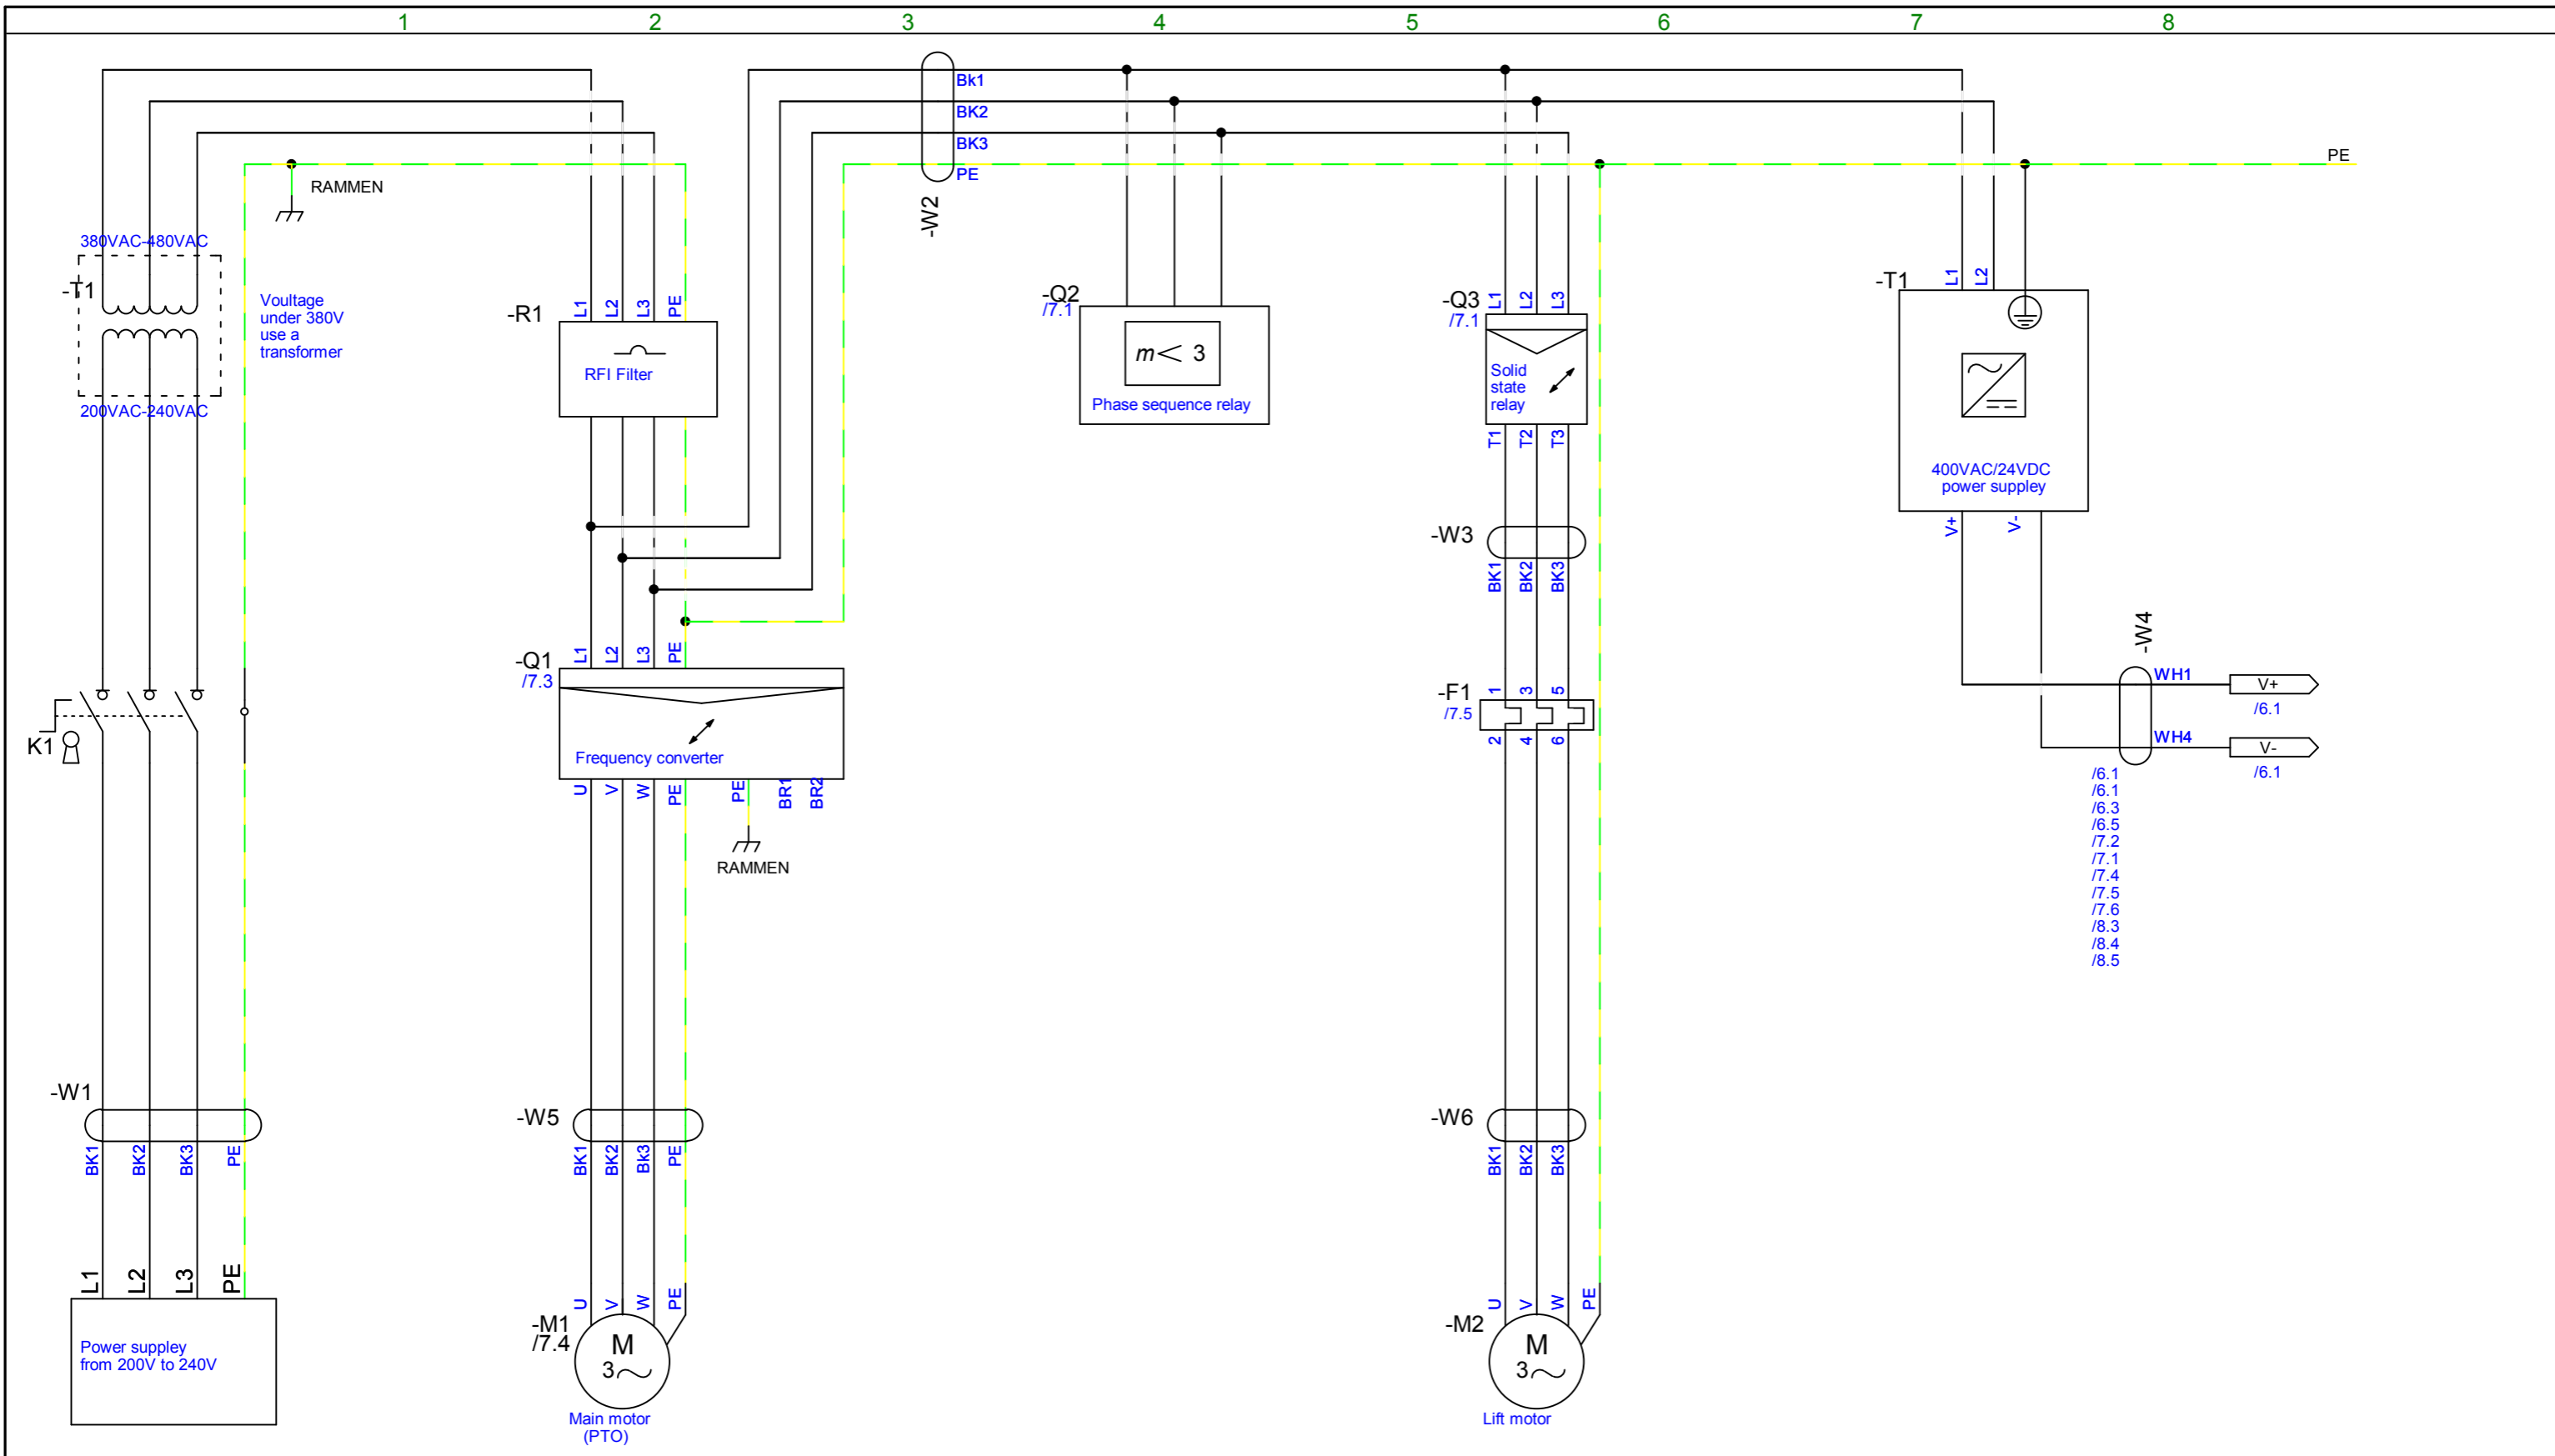 1 2 3 4 5 6 7 8
Bk1
BK2
BK3
PE
-W2
PE
RAMMEN
380VAC-480VAC
-T1
200VAC-240VAC
Voultage
under 380V
use a
transformer
K1
-W1
BK1 BK2 BK3 PE
L1 L2 L3 PE
Power suppley
from 200V to 240V
-R1
L1 L2 L3 PE
RFI Filter
-Q1
/7.3
L1 L2 L3 PE
Frequency converter
U V W PE PE BR1 BR2
RAMMEN
-W5
BK1 BK2 Bk3 PE
U V W PE
-M1
/7.4
M
3
Main motor
(PTO)
-Q2
/7.1
m< 3
Phase sequence relay
-Q3
/7.1
L1 L2 L3
Solid
state
relay
T1 T2 T3
-W3
BK1 BK2 BK3
-F1
/7.5
1 3 5
2 4 6
-W6
BK1 BK2 BK3
U V W PE
-M2
M
3
Lift motor
-T1
L1 L2
400VAC/24VDC
power suppley
V+ V-
-W4
WH1
V+
/6.1
WH4
V-
/6.1
/6.1
/6.1
/6.3
/6.5
/7.2
/7.1
/7.4
/7.5
/7.6
/8.3
/8.4
/8.5